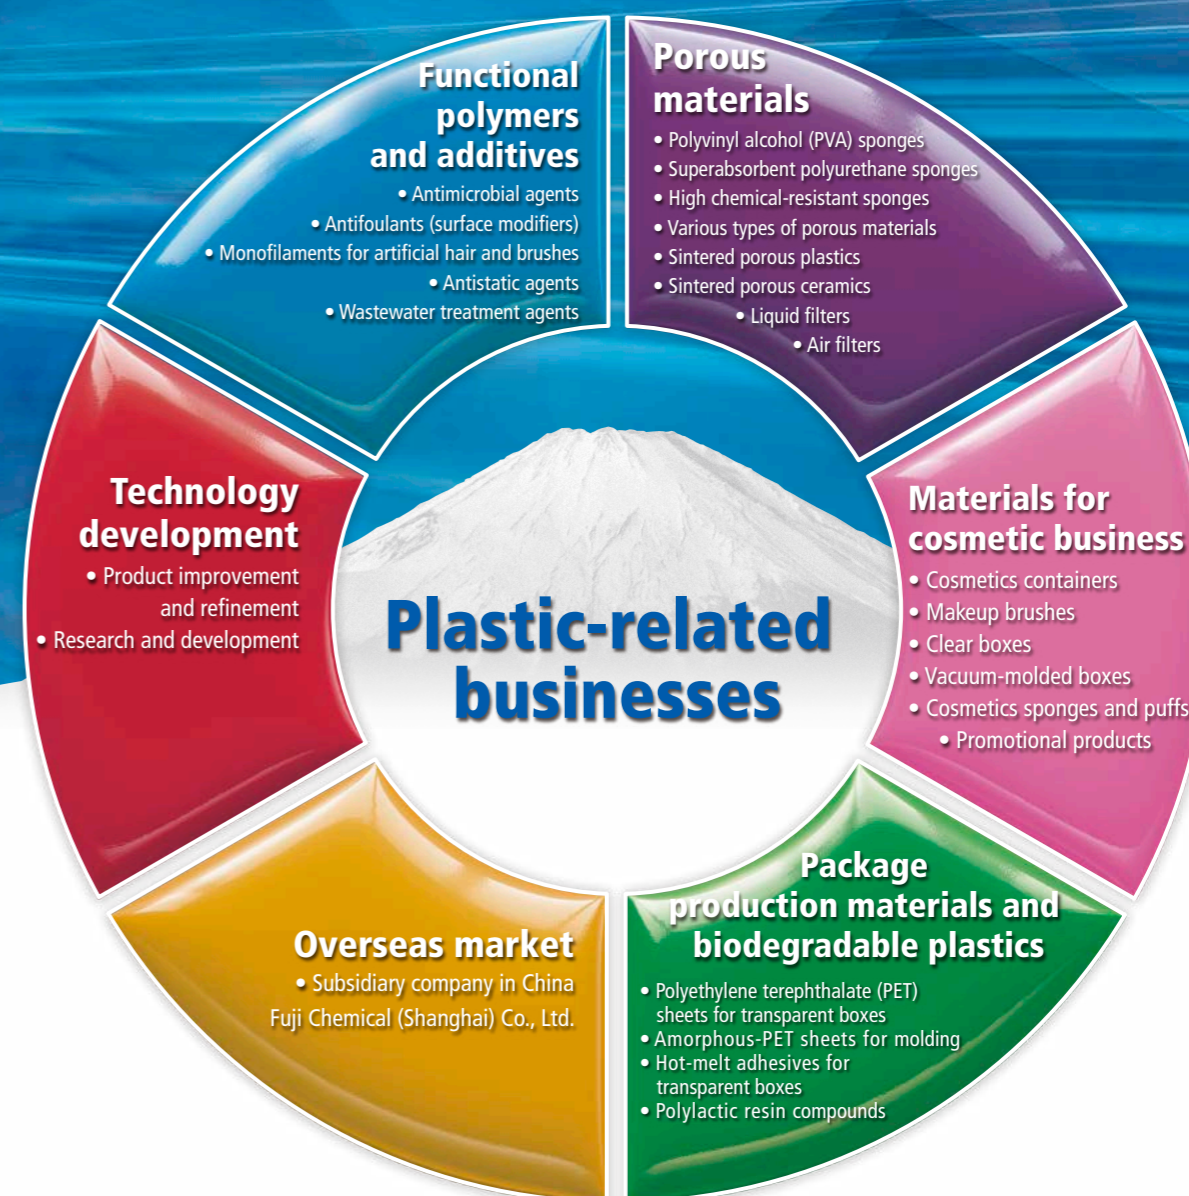 Functional
polymers
and additives
• Antimicrobial agents
• Antifoulants (surface modifiers)
• Monofilaments for artificial hair and brushes
• Antistatic agents
• Wastewater treatment agents
Porous
materials
• Polyvinyl alcohol (PVA) sponges
• Superabsorbent polyurethane sponges
• High chemical-resistant sponges
• Various types of porous materials
• Sintered porous plastics
• Sintered porous ceramics
• Liquid filters
• Air filters
Technology
development
• Product improvement
and refinement
• Research and development
Plastic-related
businesses
Materials for
cosmetic business
• Cosmetics containers
• Makeup brushes
• Clear boxes
• Vacuum-molded boxes
• Cosmetics sponges and puffs
• Promotional products
Overseas market
• Subsidiary company in China
Fuji Chemical (Shanghai) Co., Ltd.
Package
production materials and
biodegradable plastics
• Polyethylene terephthalate (PET)
sheets for transparent boxes
• Amorphous-PET sheets for molding
• Hot-melt adhesives for
transparent boxes
• Polylactic resin compounds